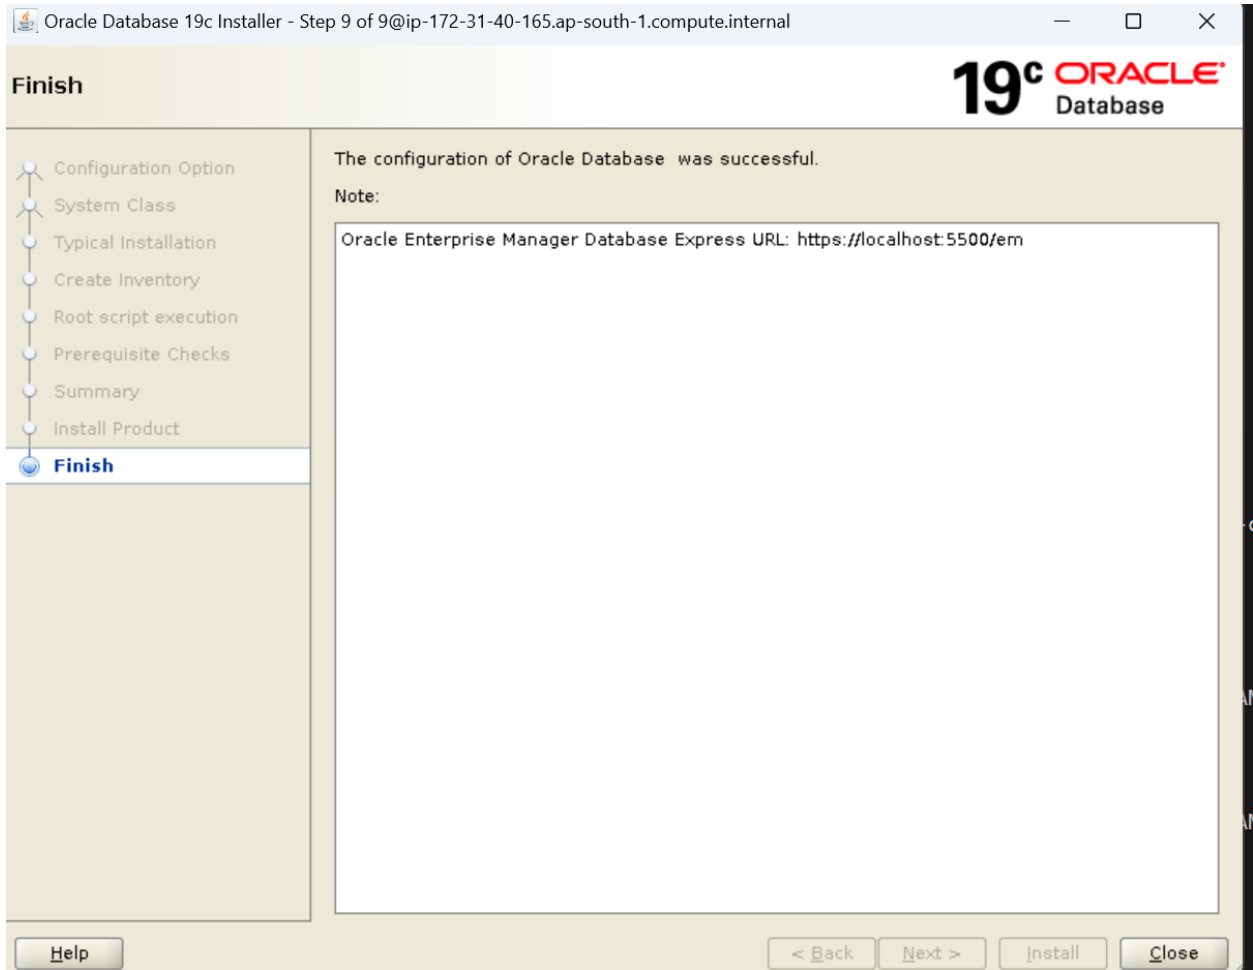 Oracle Database 19c Installer - Step 9 of 9@ip-172-31-40-165.ap-south-1.compute.internal
Finish
19c ORACLE
Database
Configuration Option
System Class
Typical Installation
Create Inventory
Root script execution
Prerequisite Checks
Summary
Install Product
Finish
The configuration of Oracle Database  was successful.
Note:
Oracle Enterprise Manager Database Express URL: https://localhost:5500/em
Help
< Back
Next >
Install
Close